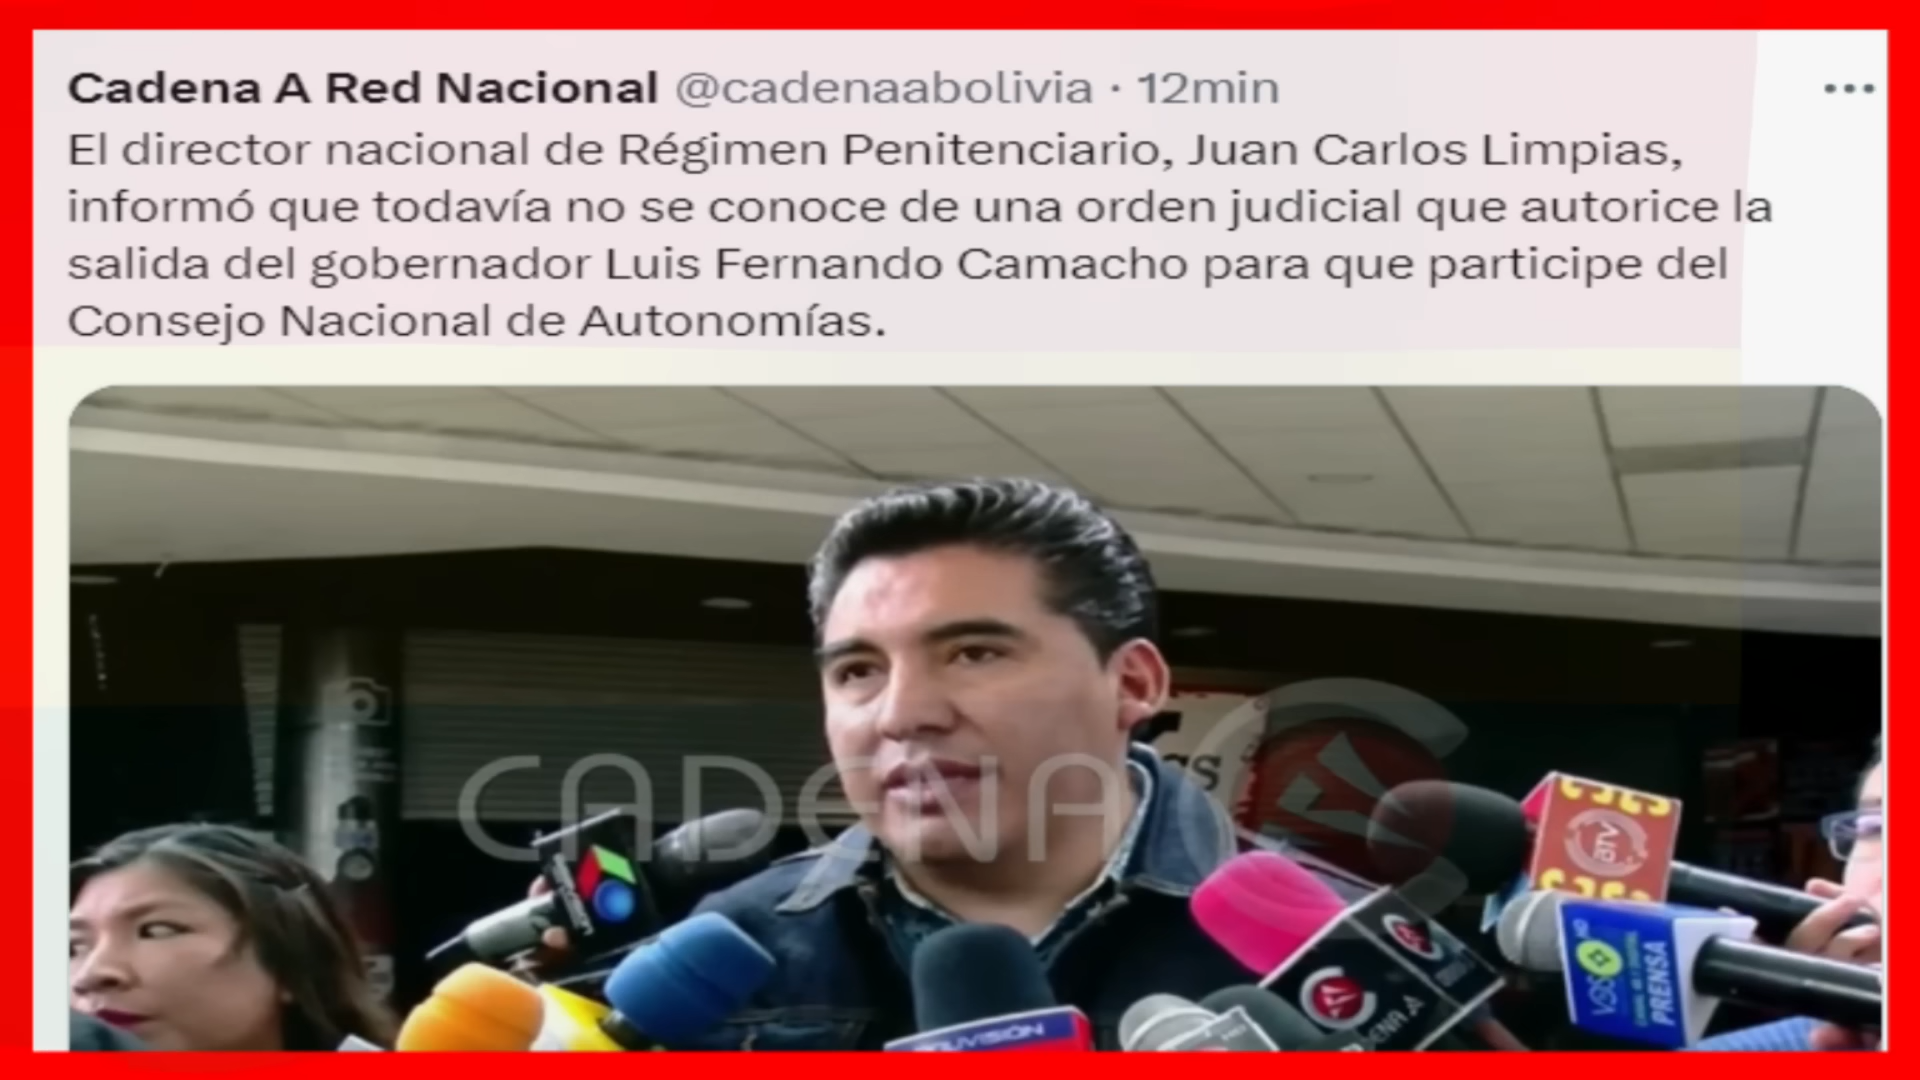 Cadena A Red Nacional @cadenaabolivia · 12min
El director nacional de Régimen Penitenciario, Juan Carlos Limpias,
informó que todavía no se conoce de una orden judicial que autorice la
salida del gobernador Luis Fernando Camacho para que participe del
Consejo Nacional de Autonomías.
CADENA A
atv
PRENSA